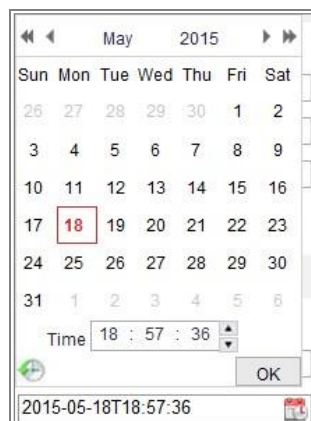 May 2015
Sun Mon Tue Wed Thu Fri Sat
26 27 28 29 30 1 2
3 4 5 6 7 8 9
10 11 12 13 14 15 16
17 18 19 20 21 22 23
24 25 26 27 28 29 30
31 1 2 3 4 5 6
Time 18 : 57 : 36
OK
2015-05-18T18:57:36